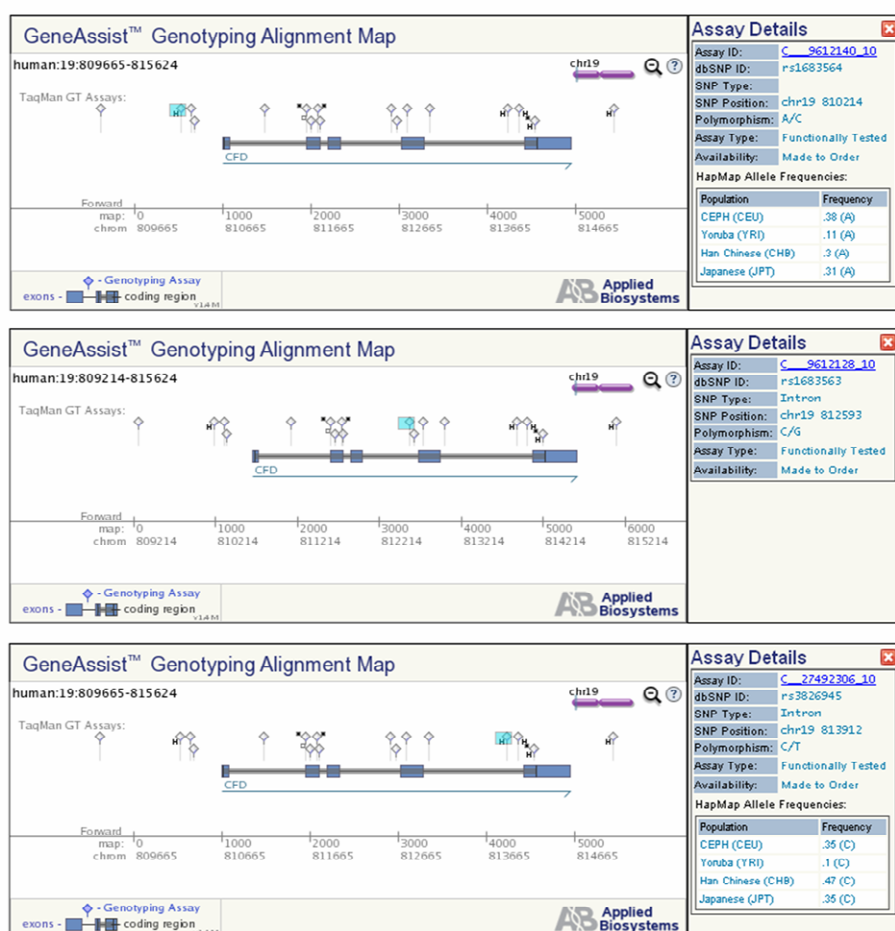 GeneAssist™ Genotyping Alignment Map
human:19:809665-815624
chr19
TaqMan GT Assays:
H
H
H
H
H
CFD
Forward
map: 0 1000 2000 3000 4000 5000
chrom 809665 810665 811665 812665 813665 814665
- Genotyping Assay
exons - coding region
v1.4 M
AB Applied
Biosystems
Assay Details
Assay ID: C___9612140_10
dbSNP ID: rs1683564
SNP Type:
SNP Position: chr19 810214
Polymorphism: A/C
Assay Type: Functionally Tested
Availability: Made to Order
HapMap Allele Frequencies:
Population Frequency
CEPH (CEU) .38 (A)
Yoruba (YRI) .11 (A)
Han Chinese (CHB) .3 (A)
Japanese (JPT) .31 (A)
GeneAssist™ Genotyping Alignment Map
human:19:809214-815624
chr19
TaqMan GT Assays:
H
H
H
H
CFD
Forward
map: 0 1000 2000 3000 4000 5000 6000
chrom 809214 810214 811214 812214 813214 814214 815214
- Genotyping Assay
exons - coding region
v1.4 M
AB Applied
Biosystems
Assay Details
Assay ID: C___9612128_10
dbSNP ID: rs1683563
SNP Type: Intron
SNP Position: chr19 812593
Polymorphism: C/G
Assay Type: Functionally Tested
Availability: Made to Order
GeneAssist™ Genotyping Alignment Map
human:19:809665-815624
chr19
TaqMan GT Assays:
H
H
H
H
H
CFD
Forward
map: 0 1000 2000 3000 4000 5000
chrom 809665 810665 811665 812665 813665 814665
- Genotyping Assay
exons - coding region
AB Applied
Biosystems
Assay Details
Assay ID: C__27492306_10
dbSNP ID: rs3826945
SNP Type: Intron
SNP Position: chr19 813912
Polymorphism: C/T
Assay Type: Functionally Tested
Availability: Made to Order
HapMap Allele Frequencies:
Population Frequency
CEPH (CEU) .35 (C)
Yoruba (YRI) .1 (C)
Han Chinese (CHB) .47 (C)
Japanese (JPT) .35 (C)